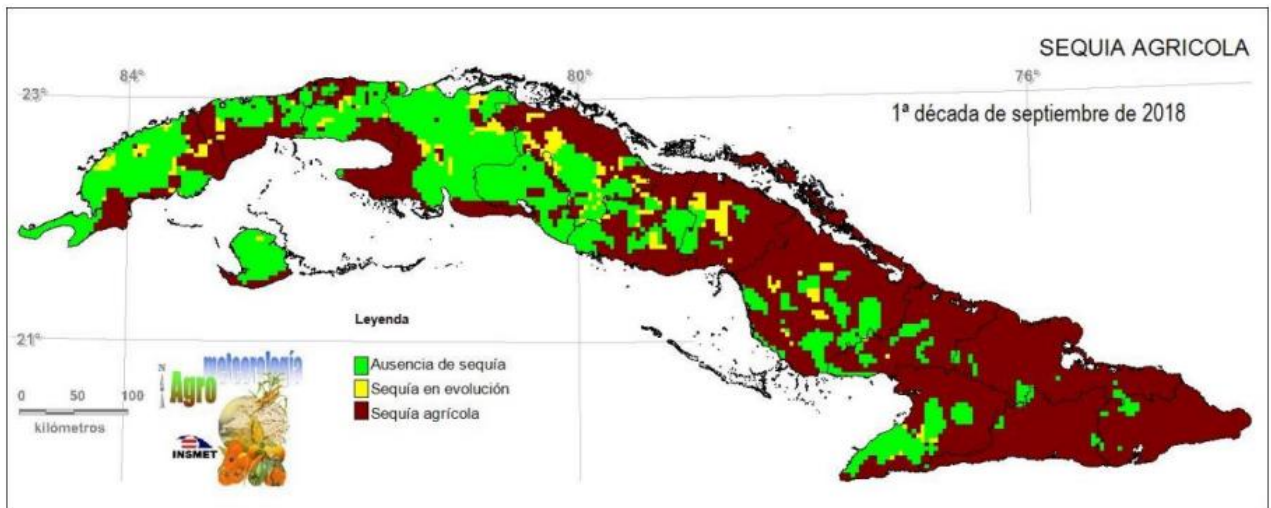 SEQUIA AGRICOLA
84° 80° 76°
23°
1ª década de septiembre de 2018
21°
Leyenda
Ausencia de sequía
Sequía en evolución
Sequía agrícola
meteorología
Agro
N
INSMET
0 50 100
kilómetros